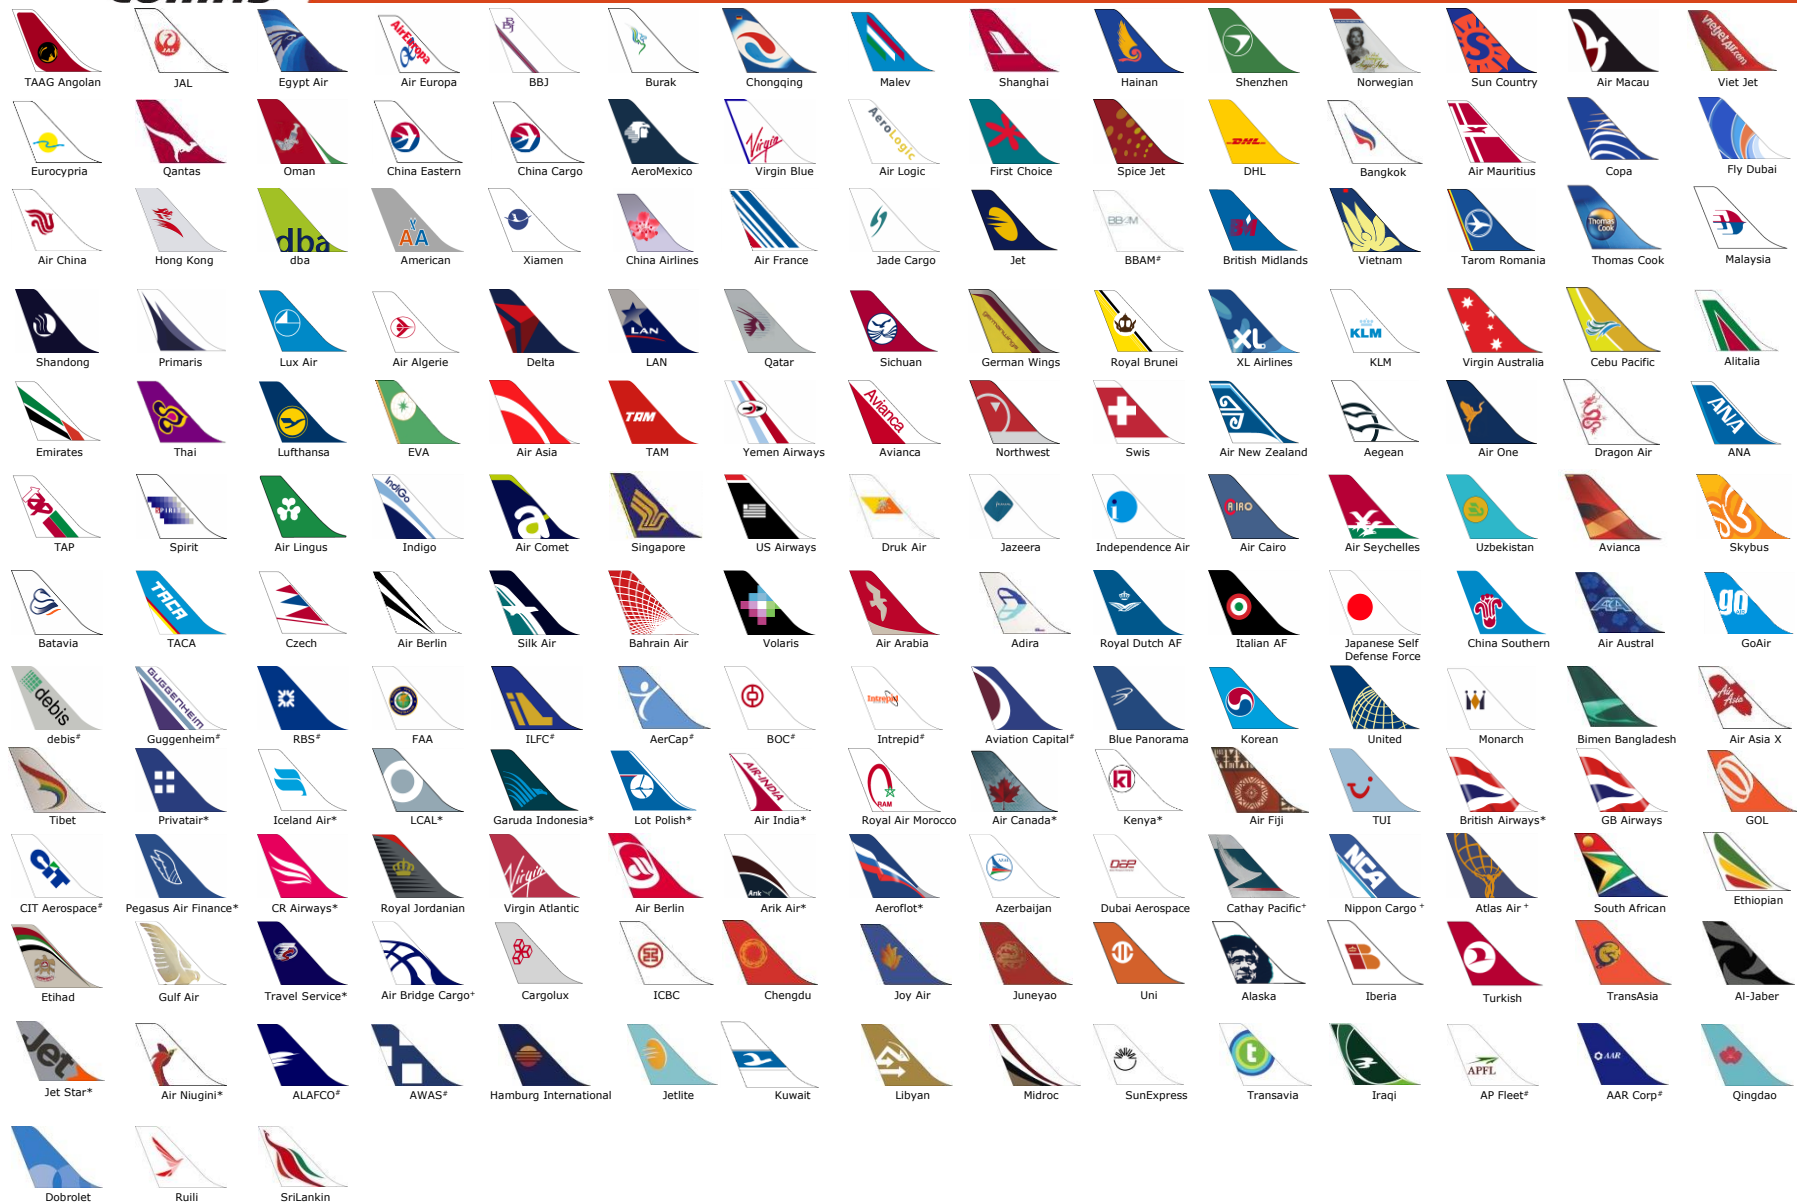 TAAG Angolan JAL Egypt Air Air Europa BBJ Burak Chongqing Malev Shanghai Hainan Shenzhen Norwegian Sun Country Air Macau Viet Jet
Eurocypria Qantas Oman China Eastern China Cargo AeroMexico Virgin Blue Air Logic First Choice Spice Jet DHL Bangkok Air Mauritius Copa Fly Dubai
Air China Hong Kong dba American Xiamen China Airlines Air France Jade Cargo Jet BBAM# British Midlands Vietnam Tarom Romania Thomas Cook Malaysia
Shandong Primaris Lux Air Air Algerie Delta LAN Qatar Sichuan German Wings Royal Brunei XL Airlines KLM Virgin Australia Cebu Pacific Alitalia
Emirates Thai Lufthansa EVA Air Asia TAM Yemen Airways Avianca Northwest Swis Air New Zealand Aegean Air One Dragon Air ANA
TAP Spirit Air Lingus Indigo Air Comet Singapore US Airways Druk Air Jazeera Independence Air Air Cairo Air Seychelles Uzbekistan Avianca Skybus
Batavia TACA Czech Air Berlin Silk Air Bahrain Air Volaris Air Arabia Adira Royal Dutch AF Italian AF Japanese Self China Southern Air Austral GoAir
Defense Force
debis# Guggenheim# RBS# FAA ILFC# AerCap# BOC# Intrepid# Aviation Capital# Blue Panorama Korean United Monarch Bimen Bangladesh Air Asia X
Tibet Privatair* Iceland Air* LCAL* Garuda Indonesia* Lot Polish* Air India* Royal Air Morocco Air Canada* Kenya* Air Fiji TUI British Airways* GB Airways GOL
CIT Aerospace# Pegasus Air Finance* CR Airways* Royal Jordanian Virgin Atlantic Air Berlin Arik Air* Aeroflot* Azerbaijan Dubai Aerospace Cathay Pacific+ Nippon Cargo + Atlas Air + South African Ethiopian
Etihad Gulf Air Travel Service* Air Bridge Cargo+ Cargolux ICBC Chengdu Joy Air Juneyao Uni Alaska Iberia Turkish TransAsia Al-Jaber
Jet Star* Air Niugini* ALAFCO# AWAS# Hamburg International Jetlite Kuwait Libyan Midroc SunExpress Transavia Iraqi AP Fleet# AAR Corp# Qingdao
Dobrolet Ruili SriLankin